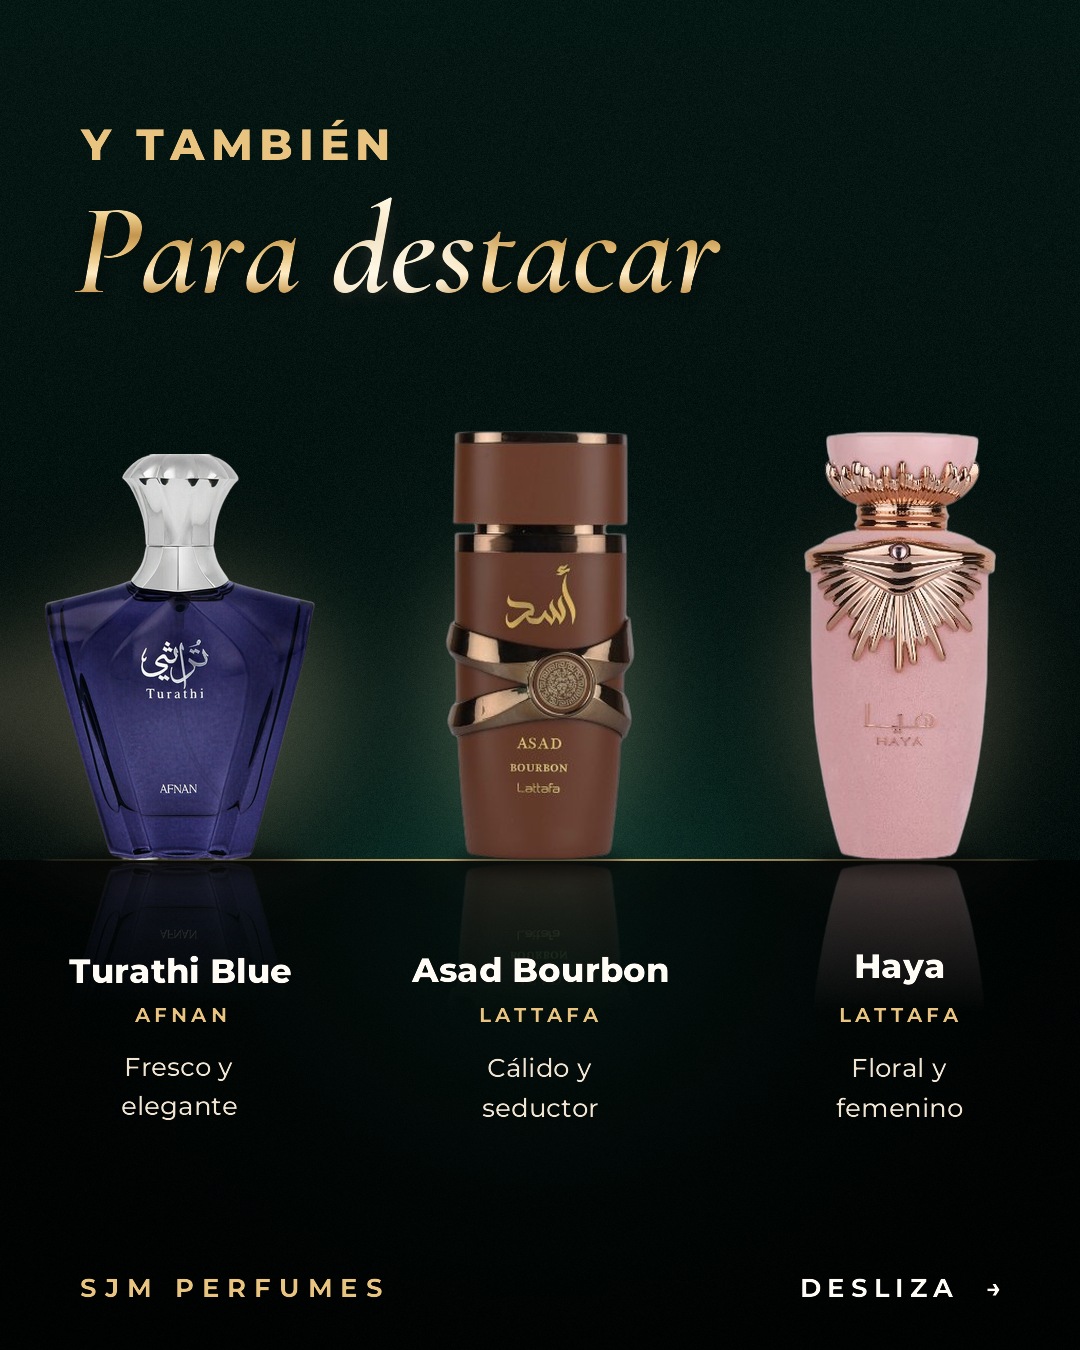 Y TAMBIÉN
Para destacar
تراثي
Turathi
AFNAN
أسد
ASAD
BOURBON
Lattafa
هيا
HAYA
Turathi Blue
AFNAN
Fresco y
elegante
Asad Bourbon
LATTAFA
Cálido y
seductor
Haya
LATTAFA
Floral y
femenino
SJM PERFUMES
DESLIZA →